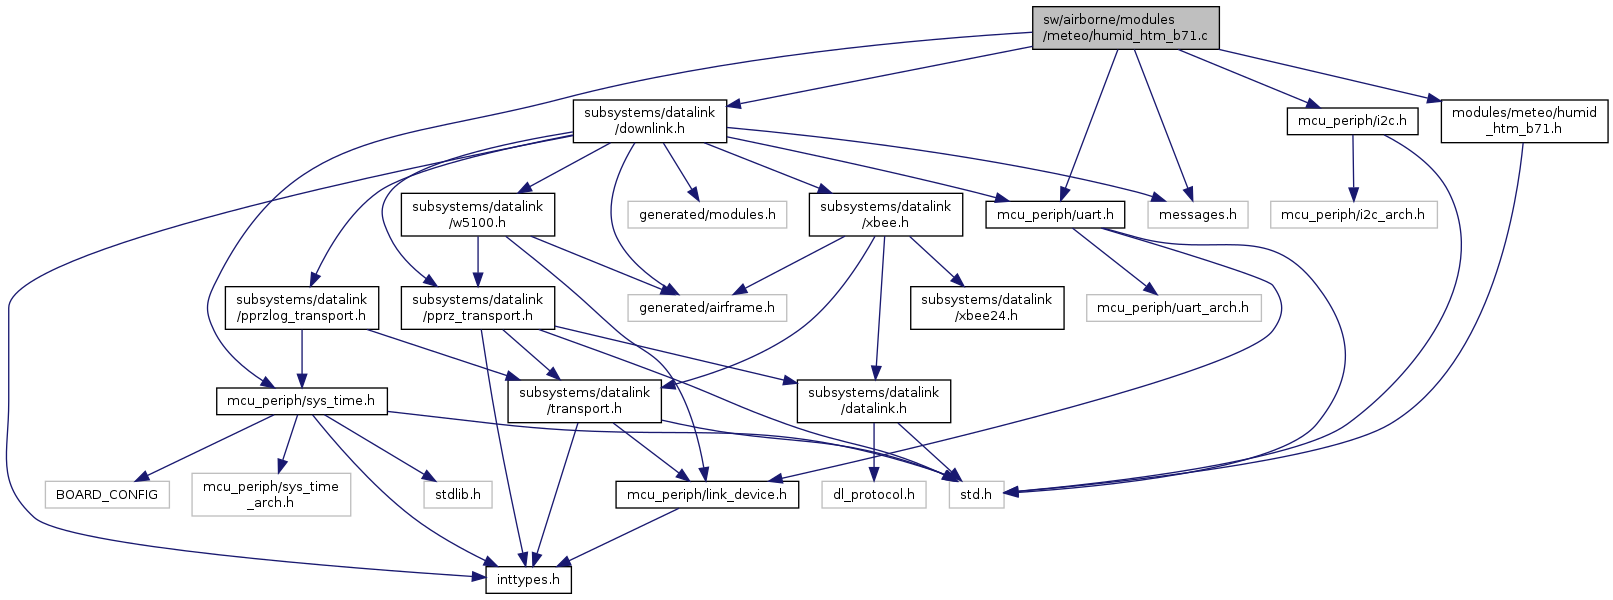 sw/airborne/modules
/meteo/humid_htm_b71.c
subsystems/datalink
/downlink.h
mcu_periph/i2c.h
modules/meteo/humid
_htm_b71.h
subsystems/datalink
/w5100.h
generated/modules.h
subsystems/datalink
/xbee.h
mcu_periph/uart.h
messages.h
mcu_periph/i2c_arch.h
subsystems/datalink
/pprzlog_transport.h
subsystems/datalink
/pprz_transport.h
generated/airframe.h
subsystems/datalink
/xbee24.h
mcu_periph/uart_arch.h
mcu_periph/sys_time.h
subsystems/datalink
/transport.h
subsystems/datalink
/datalink.h
BOARD_CONFIG
mcu_periph/sys_time
_arch.h
stdlib.h
mcu_periph/link_device.h
dl_protocol.h
std.h
inttypes.h